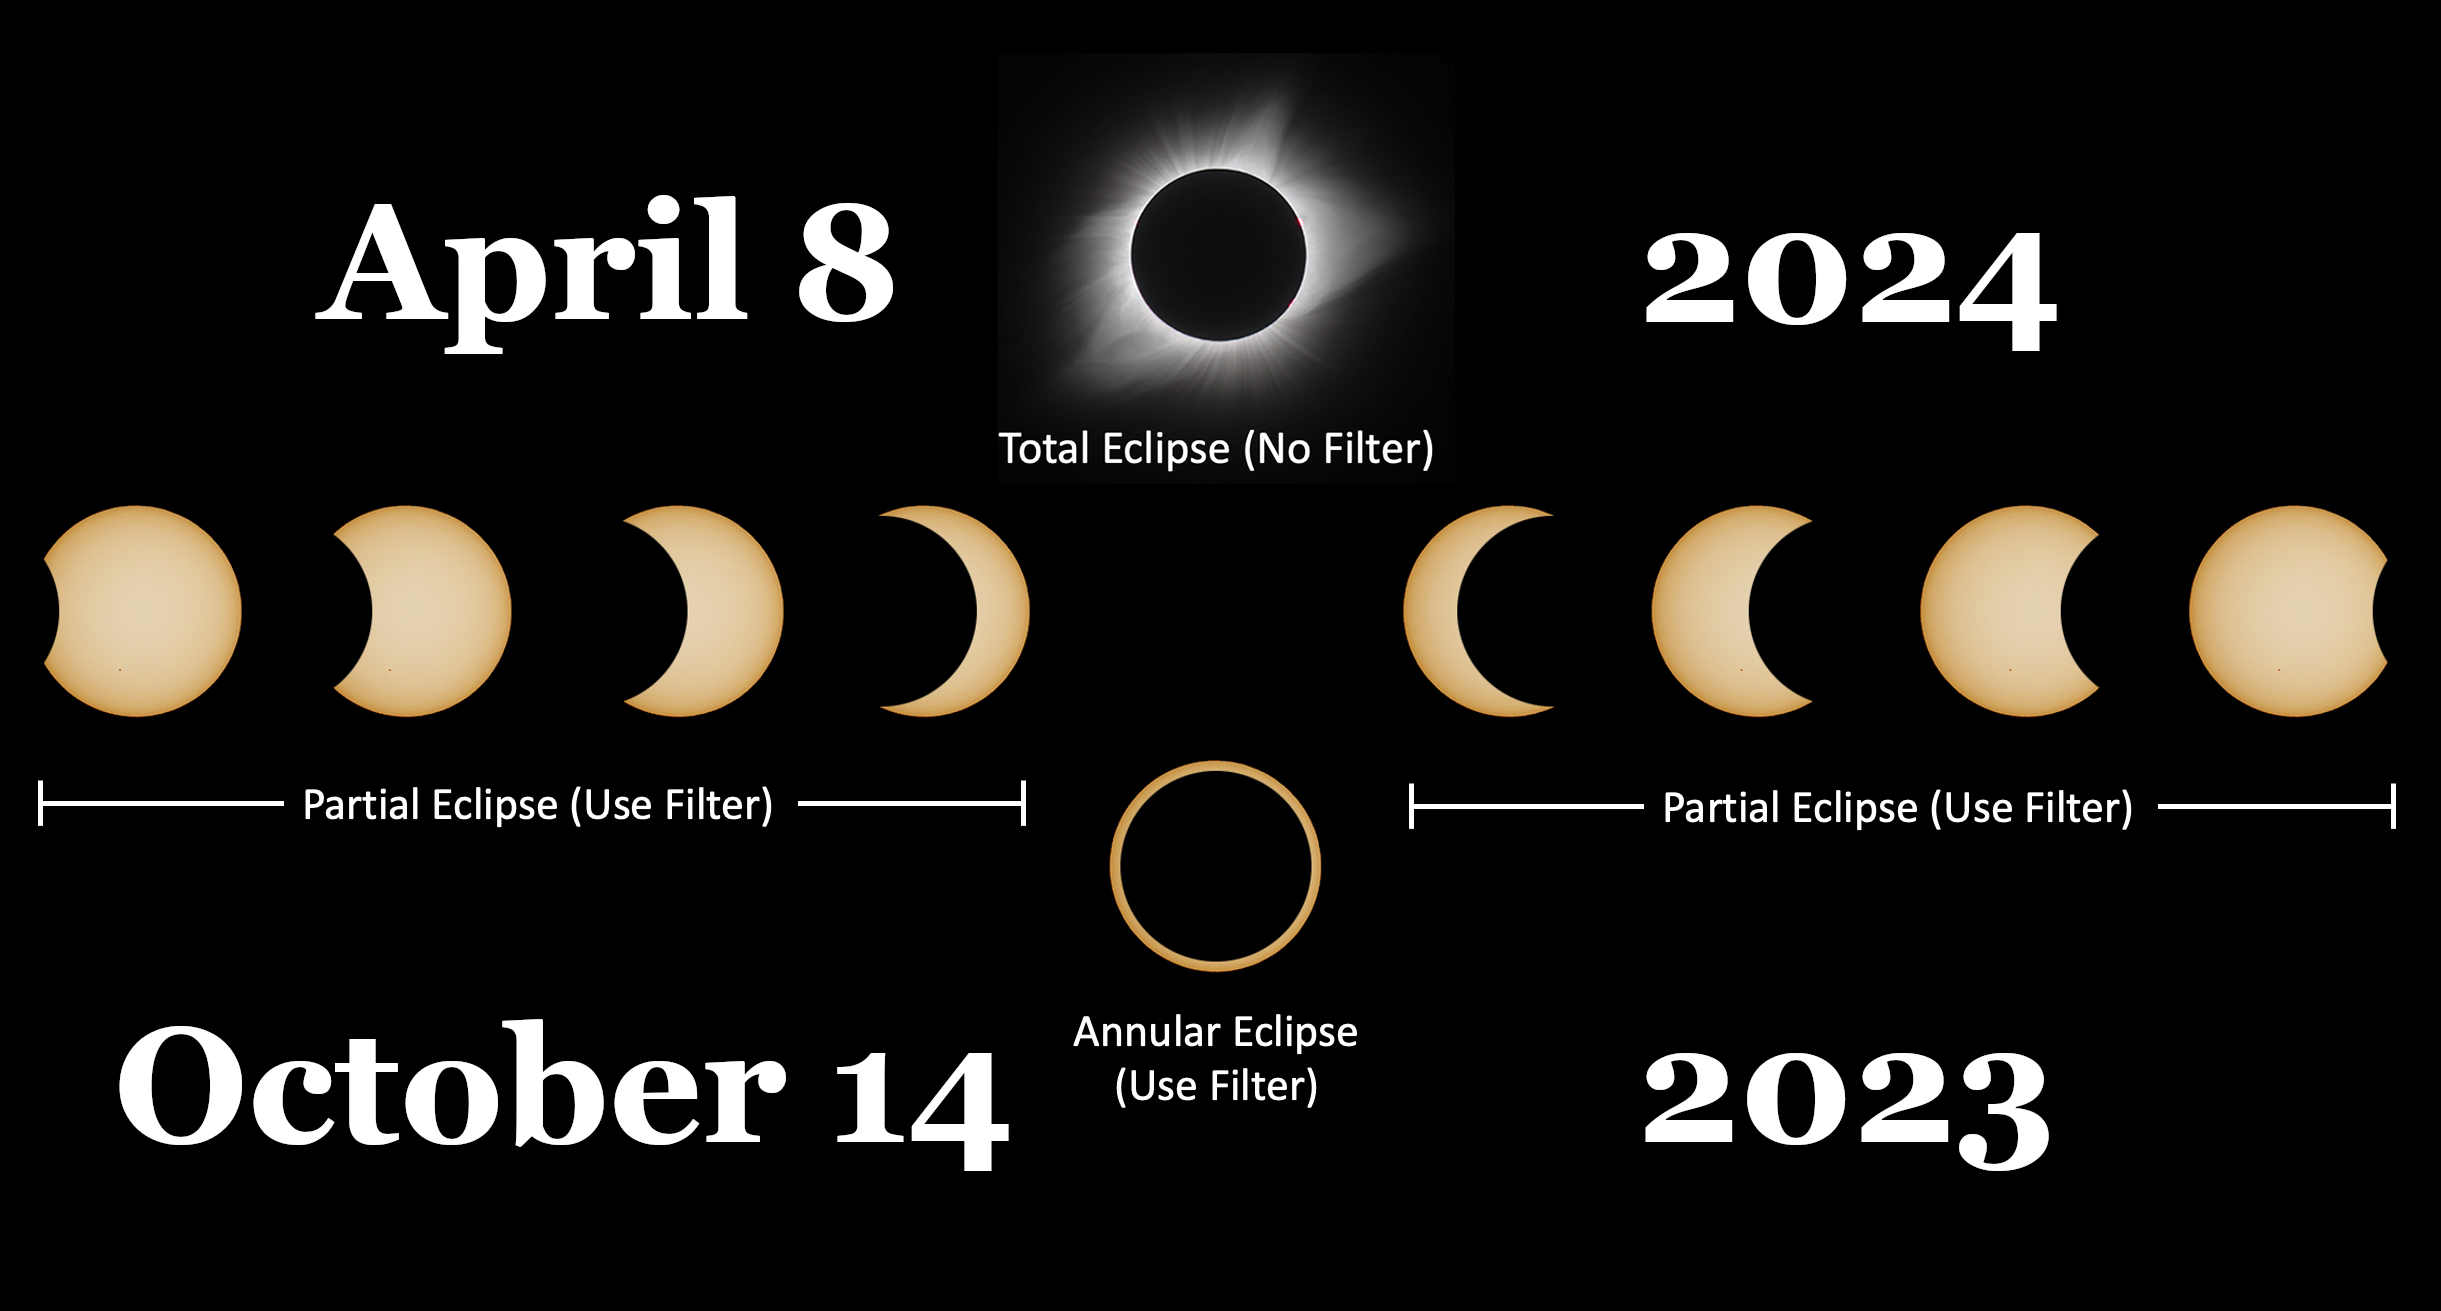 April 8
2024
Total Eclipse (No Filter)
Partial Eclipse (Use Filter)
Partial Eclipse (Use Filter)
Annular Eclipse
(Use Filter)
October 14
2023